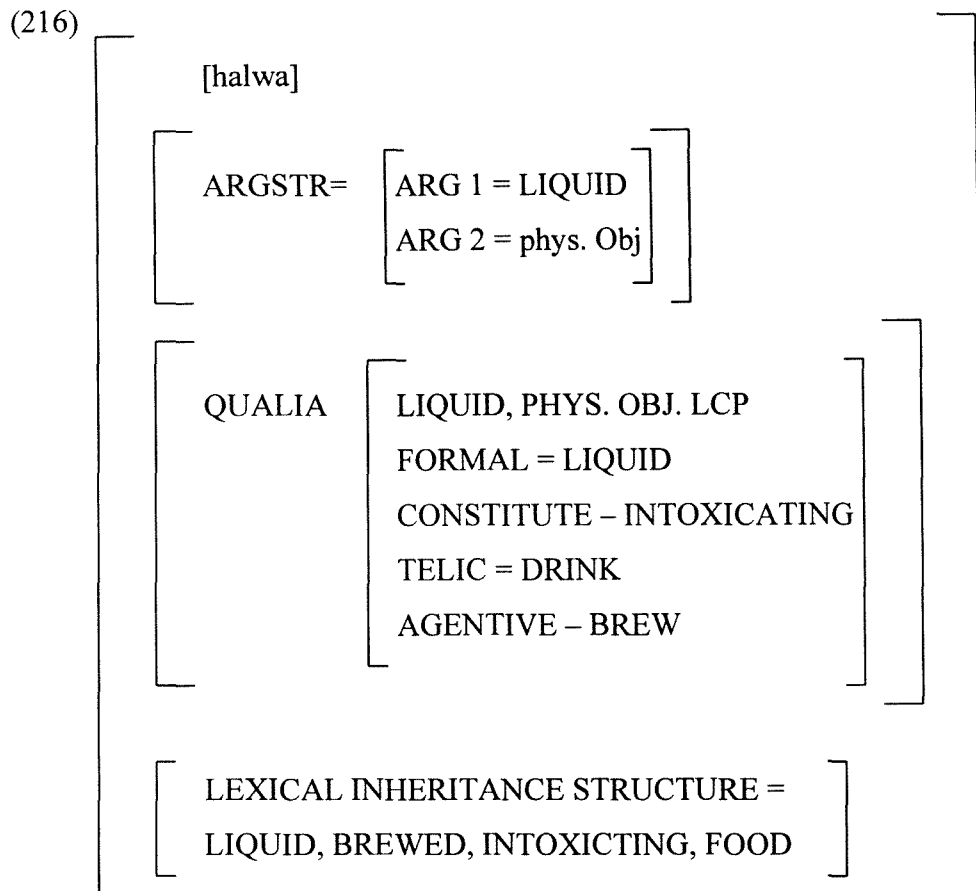 (216)
[halwa]
ARGSTR= ARG 1 = LIQUID
ARG 2 = phys. Obj
QUALIA LIQUID, PHYS. OBJ. LCP
FORMAL = LIQUID
CONSTITUTE – INTOXICATING
TELIC = DRINK
AGENTIVE – BREW
LEXICAL INHERITANCE STRUCTURE =
LIQUID, BREWED, INTOXICTING, FOOD